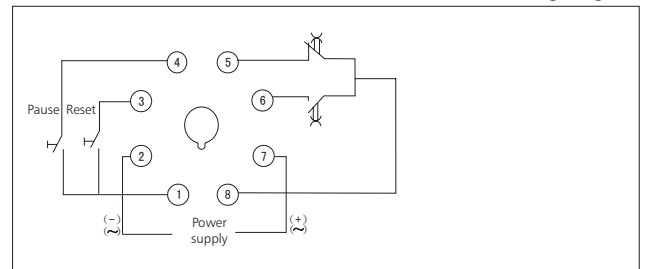 4 5
Pause Reset 3 6
2 7
1 8
(−) (+)
(~) Power (~)
supply